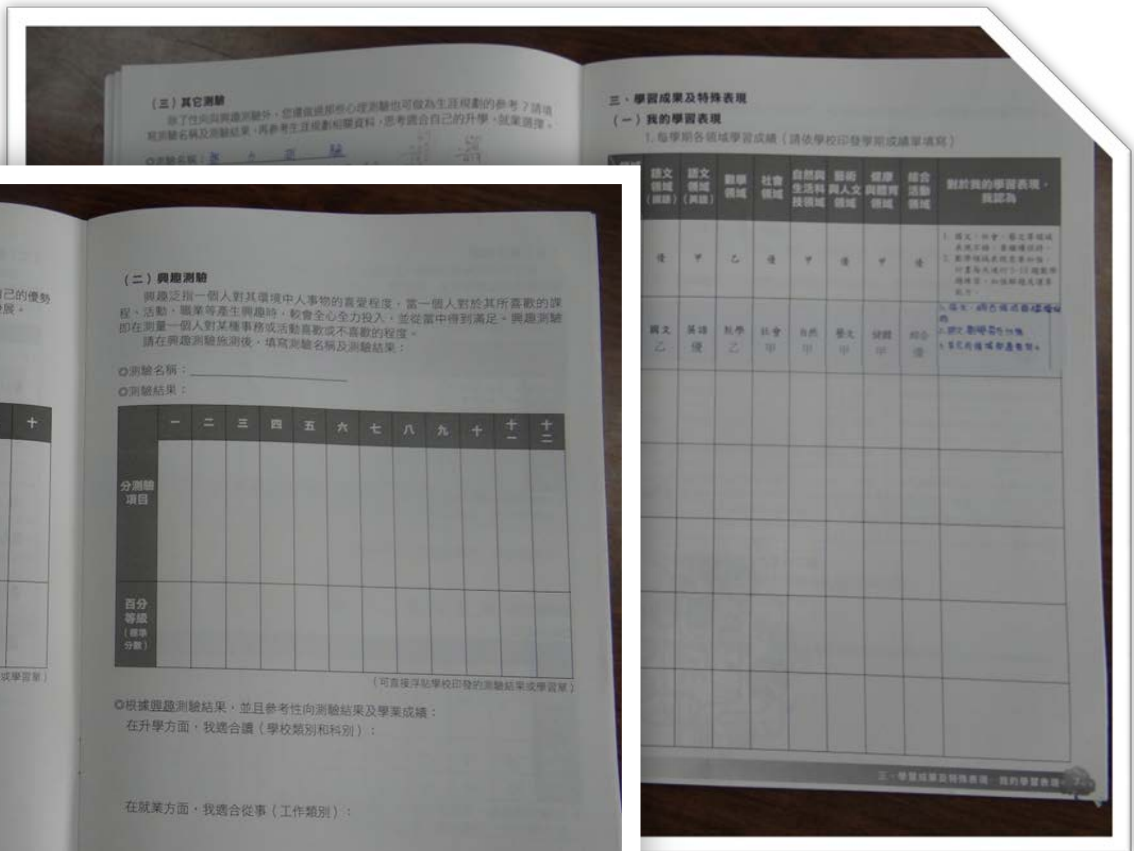 （三）其它測驗
除了性向與興趣測驗外，您還做過那些心理測驗也可做為生涯規劃的參考？請填
寫測驗名稱及測驗結果，再參考生涯規劃相關資料，思考適合自己的升學、就業選擇。
◎測驗名稱：
三、學習成果及特殊表現
（一）我的學習表現
1. 每學期各領域學習成績（請依學校印發學期成績單填寫）
語文領域（國語） 語文領域（英語） 數學領域 社會領域 自然與生活科技領域 藝術與人文領域 健康與體育領域 綜合活動領域 對於我的學習表現，我認為
優 甲 乙 優 甲 優 甲 優
國文 英語 數學 社會 自然 藝文 健體 綜合
乙 優 乙 甲 甲 甲 甲 優
三、學習成果及特殊表現 我的學習表現
己的優勢
展。
十
或學習單）
（二）興趣測驗
興趣泛指一個人對其環境中人事物的喜愛程度，當一個人對於其所喜歡的課
程、活動、職業等產生興趣時，較會全心全力投入，並從當中得到滿足。興趣測驗
即在測量一個人對某種事務或活動喜歡或不喜歡的程度。
請在興趣測驗施測後，填寫測驗名稱及測驗結果：
◎測驗名稱：
◎測驗結果：
一 二 三 四 五 六 七 八 九 十 十一 十二
分測驗
項目
百分
等級
（標準
分數）
（可直接浮貼學校印發的測驗結果或學習單）
◎根據興趣測驗結果，並且參考性向測驗結果及學業成績：
在升學方面，我適合讀（學校類別和科別）：
在就業方面，我適合從事（工作類別）：